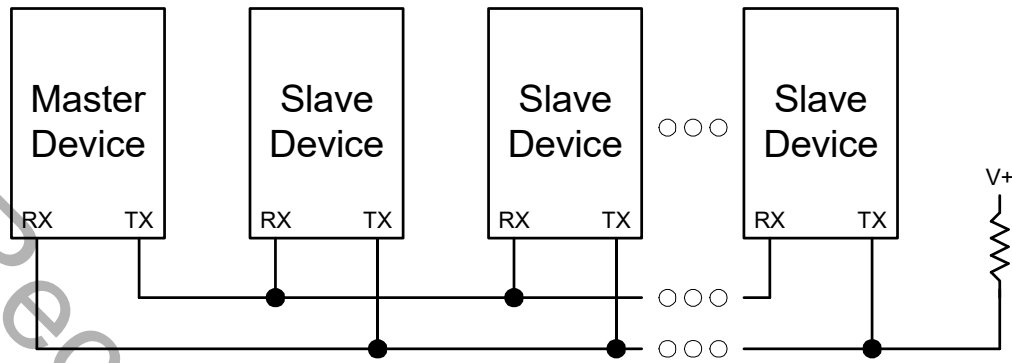 Master
Device
Slave
Device
Slave
Device
Slave
Device
RX TX
RX TX
RX TX
RX TX
V+